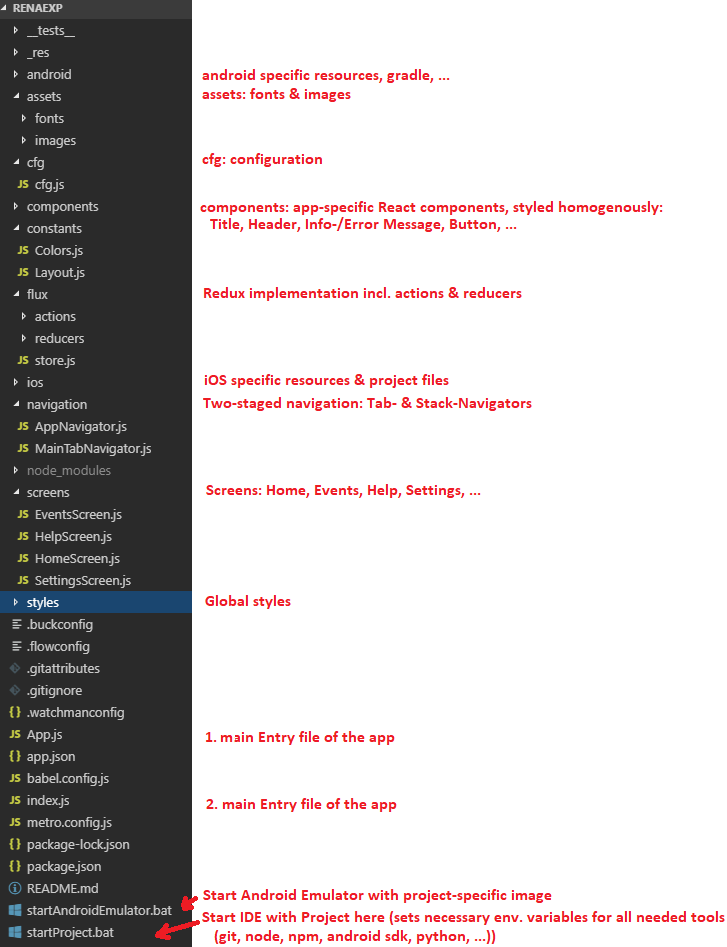 RENAEXP
__tests__
_res
android
android specific resources, gradle, ...
assets
assets: fonts & images
fonts
images
cfg
cfg: configuration
JS cfg.js
components
components: app-specific React components, styled homogenously:
Title, Header, Info-/Error Message, Button, ...
constants
JS Colors.js
JS Layout.js
flux
Redux implementation incl. actions & reducers
actions
reducers
JS store.js
ios
iOS specific resources & project files
navigation
Two-staged navigation: Tab- & Stack-Navigators
JS AppNavigator.js
JS MainTabNavigator.js
node_modules
screens
Screens: Home, Events, Help, Settings, ...
JS EventsScreen.js
JS HelpScreen.js
JS HomeScreen.js
JS SettingsScreen.js
styles
Global styles
.buckconfig
.flowconfig
.gitattributes
.gitignore
{} .watchmanconfig
JS App.js
1. main Entry file of the app
{} app.json
JS babel.config.js
JS index.js
2. main Entry file of the app
JS metro.config.js
{} package-lock.json
{} package.json
README.md
startAndroidEmulator.bat
Start Android Emulator with project-specific image
startProject.bat
Start IDE with Project here (sets necessary env. variables for all needed tools
(git, node, npm, android sdk, python, ...))